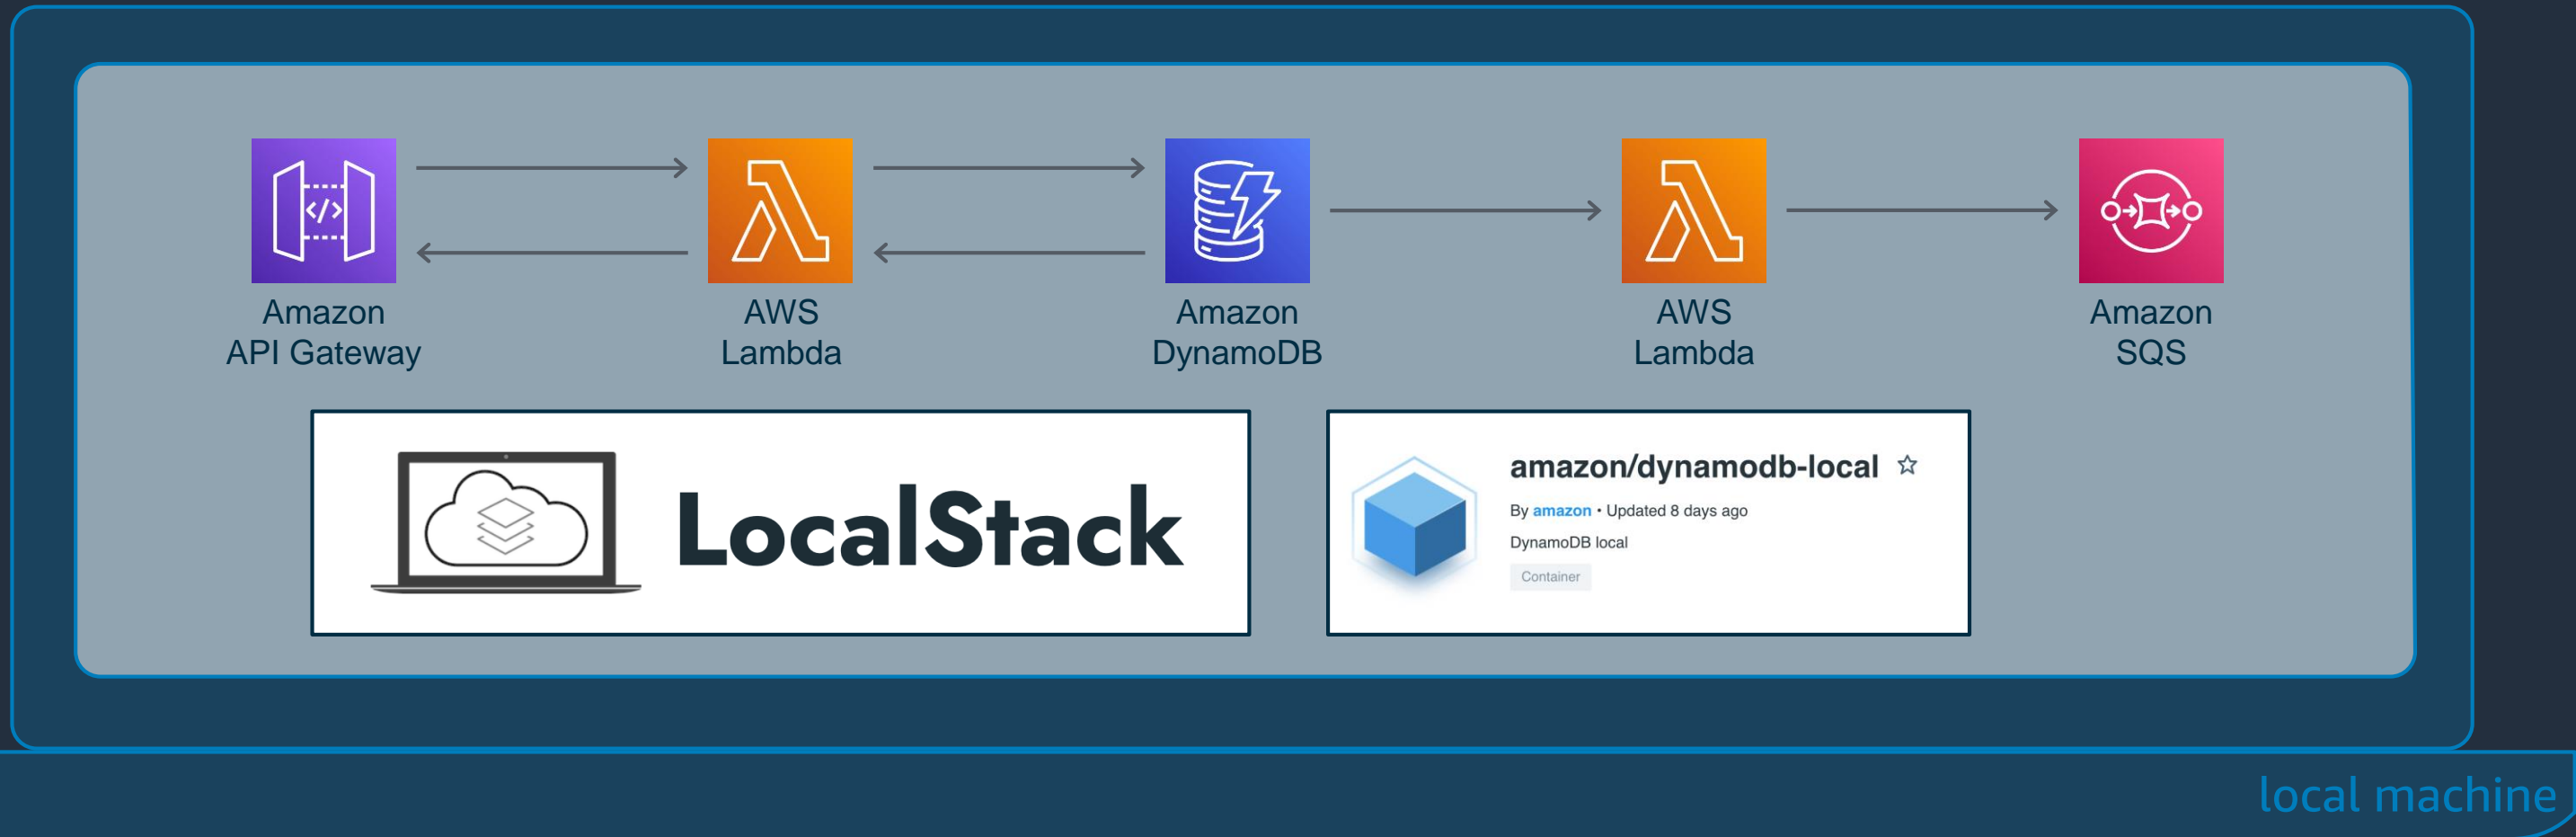 </>
Amazon
API Gateway
AWS
Lambda
Amazon
DynamoDB
AWS
Lambda
Amazon
SQS
LocalStack
amazon/dynamodb-local
By amazon • Updated 8 days ago
DynamoDB local
Container
local machine